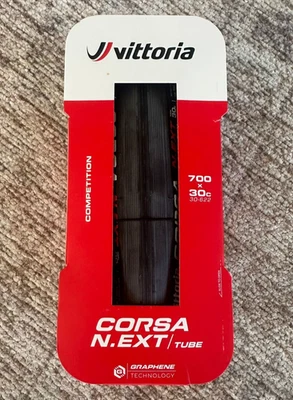 vittoria
COMPETITION
700
x
30c
30-622
CORSA
N.EXT/TUBE
GRAPHENE
TECHNOLOGY